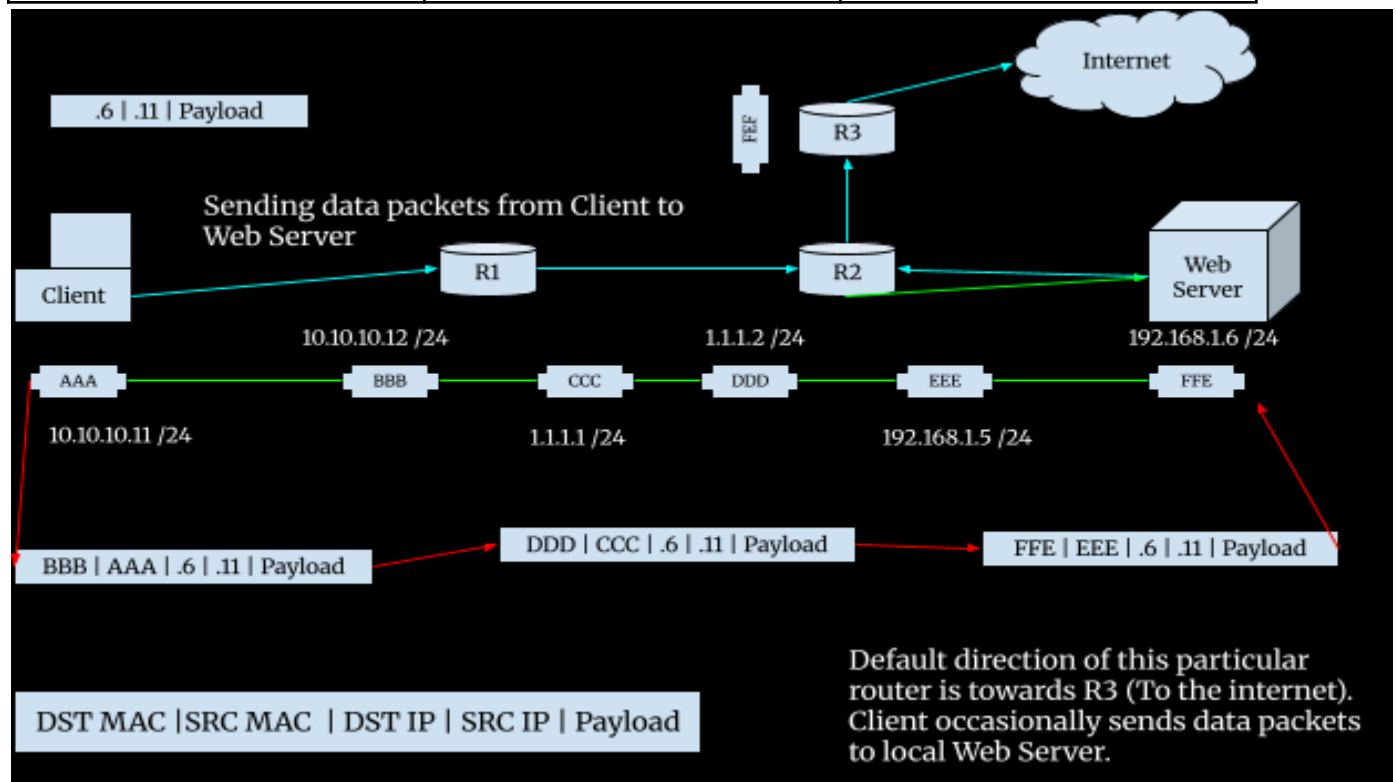 Internet
.6 | .11 | Payload
FEF
R3
Sending data packets from Client to
Web Server
Client
R1
R2
Web
Server
10.10.10.12 /24
1.1.1.2 /24
192.168.1.6 /24
AAA
BBB
CCC
DDD
EEE
FFE
10.10.10.11 /24
1.1.1.1 /24
192.168.1.5 /24
BBB | AAA | .6 | .11 | Payload
DDD | CCC | .6 | .11 | Payload
FFE | EEE | .6 | .11 | Payload
DST MAC |SRC MAC | DST IP | SRC IP | Payload
Default direction of this particular
router is towards R3 (To the internet).
Client occasionally sends data packets
to local Web Server.